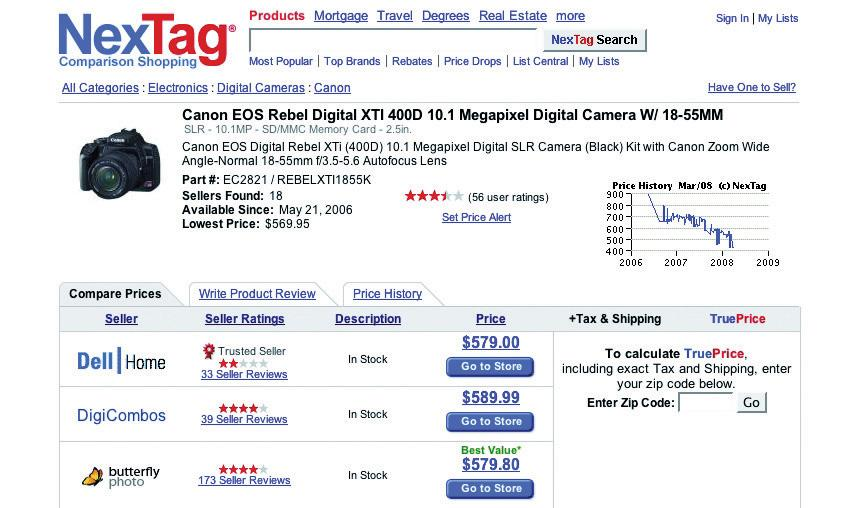 NexTag®
Comparison Shopping
Products Mortgage Travel Degrees Real Estate more
Sign In | My Lists
NexTag Search
Most Popular | Top Brands | Rebates | Price Drops | List Central | My Lists
All Categories : Electronics : Digital Cameras : Canon
Have One to Sell?
Canon EOS Rebel Digital XTI 400D 10.1 Megapixel Digital Camera W/ 18-55MM
SLR - 10.1MP - SD/MMC Memory Card - 2.5in.
Canon EOS Digital Rebel XTi (400D) 10.1 Megapixel Digital SLR Camera (Black) Kit with Canon Zoom Wide
Angle-Normal 18-55mm f/3.5-5.6 Autofocus Lens
Part #: EC2821 / REBELXTI1855K
Sellers Found: 18
Available Since: May 21, 2006
Lowest Price: $569.95
(56 user ratings)
Set Price Alert
Price History Mar/08 (c) NexTag
900
800
700
600
500
400
2006 2007 2008 2009
Compare Prices Write Product Review Price History
Seller Seller Ratings Description Price +Tax & Shipping TruePrice
Dell Home
Trusted Seller
33 Seller Reviews
In Stock
$579.00
Go to Store
DigiCombos
39 Seller Reviews
In Stock
$589.99
Go to Store
butterfly
photo
173 Seller Reviews
In Stock
Best Value*
$579.80
Go to Store
To calculate TruePrice,
including exact Tax and Shipping, enter
your zip code below.
Enter Zip Code: Go